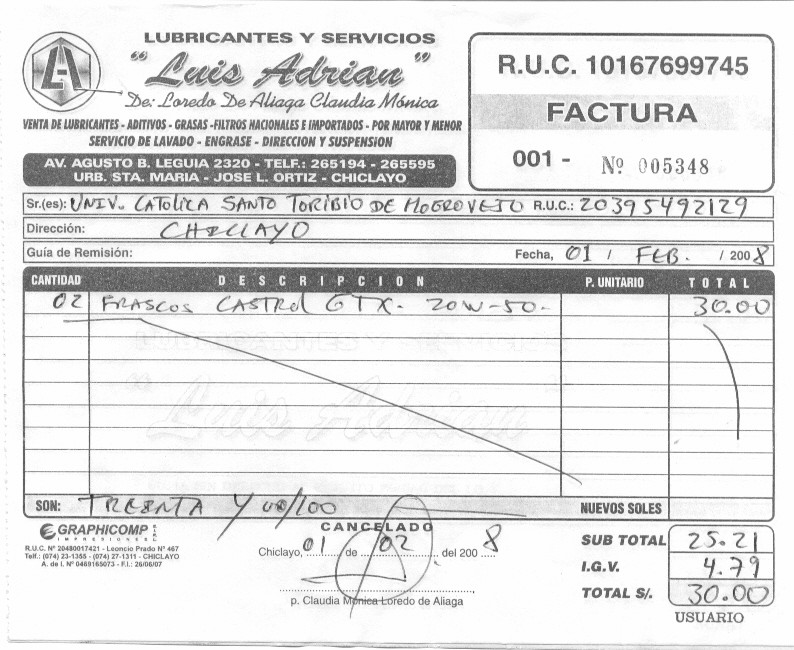 LUBRICANTES Y SERVICIOS
"Luis Adrian"
De: Loredo De Aliaga Claudia Mónica
VENTA DE LUBRICANTES - ADITIVOS - GRASAS -FILTROS NACIONALES E IMPORTADOS - POR MAYOR Y MENOR
SERVICIO DE LAVADO - ENGRASE - DIRECCION Y SUSPENSION
AV. AGUSTO B. LEGUIA 2320 - TELF.: 265194 - 265595
URB. STA. MARIA - JOSE L. ORTIZ - CHICLAYO
R.U.C. 10167699745
FACTURA
001 - Nº 005348
Sr.(es): UNIV. CATOLICA SANTO TORIBIO DE MOGROVEJO R.U.C.: 20395492129
Dirección: CHICLAYO
Guía de Remisión: Fecha, 01 / FEB. / 2008
CANTIDAD DESCRIPCION P. UNITARIO TOTAL
02 FRASCOS CASTROL GTX- 20W-50- 30.00
SON: TREINTA Y 00/100 NUEVOS SOLES
GRAPHICOMP S.R.L.
IMPRESIONES
R.U.C. N° 20480017421 - Leoncio Prado N° 467
Telf.: (074) 23-1355 - (074) 27-1311 - CHICLAYO
A. de I. N° 0469165073 - F.I.: 26/06/07
CANCELADO
Chiclayo, 01 de 02 del 2008
p. Claudia Mónica Loredo de Aliaga
SUB TOTAL 25.21
I.G.V. 4.79
TOTAL S/. 30.00
USUARIO